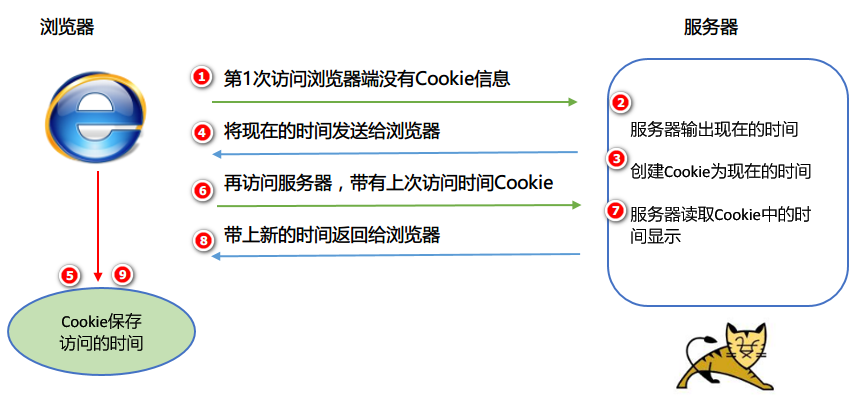 浏览器
服务器
① 第1次访问浏览器端没有Cookie信息
② 服务器输出现在的时间
④ 将现在的时间发送给浏览器
③ 创建Cookie为现在的时间
⑥ 再访问服务器，带有上次访问时间Cookie
⑦ 服务器读取Cookie中的时
间显示
⑧ 带上新的时间返回给浏览器
⑤ ⑨
Cookie保存
访问的时间